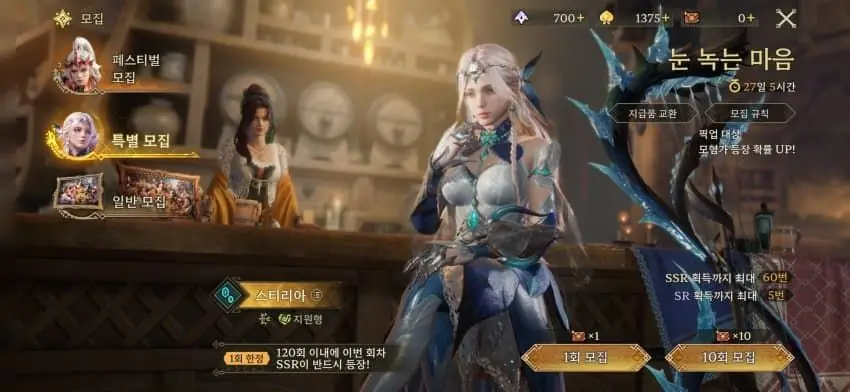 모집
700+
1375+
0+
페스티벌
모집
특별 모집
일반 모집
눈 녹는 마음
27일 5시간
지급품 교환
모집 규칙
픽업 대상
모험가 등장 확률 UP!
SSR 획득까지 최대 60번
SR 획득까지 최대 5번
스티리아
지원형
1회 한정
120회 이내에 이번 회차
SSR이 반드시 등장!
×1
1회 모집
×10
10회 모집